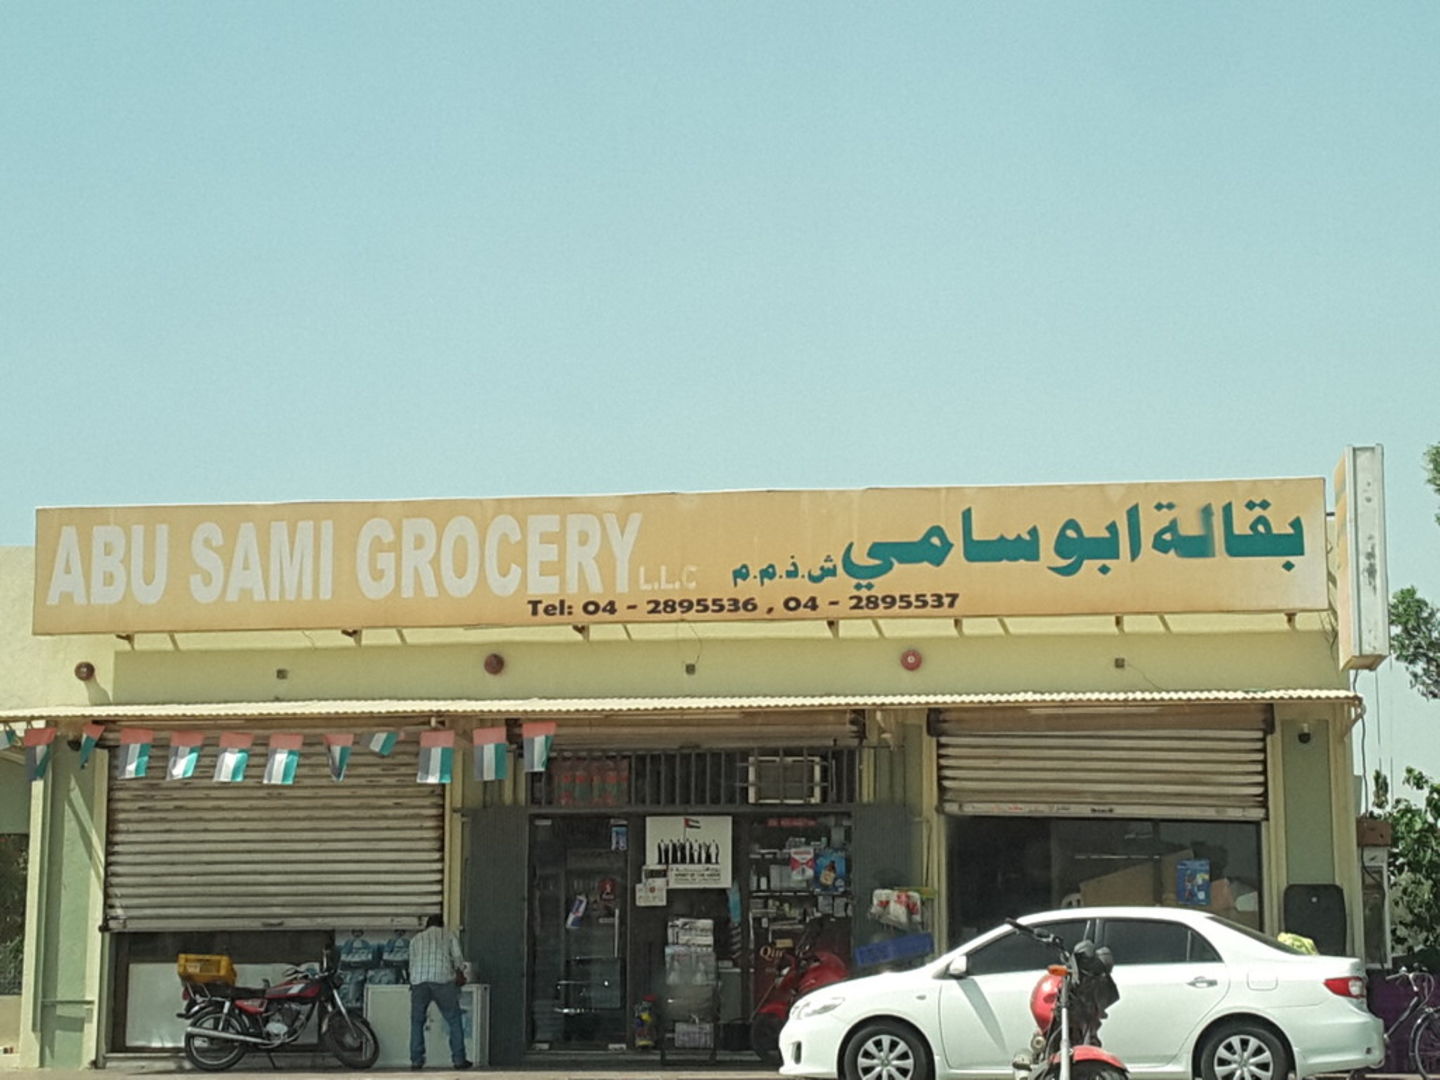 ABU SAMI GROCERY L.L.C
بقالة ابو سامي ش.ذ.م.م
Tel: 04 - 2895536 , 04 - 2895537